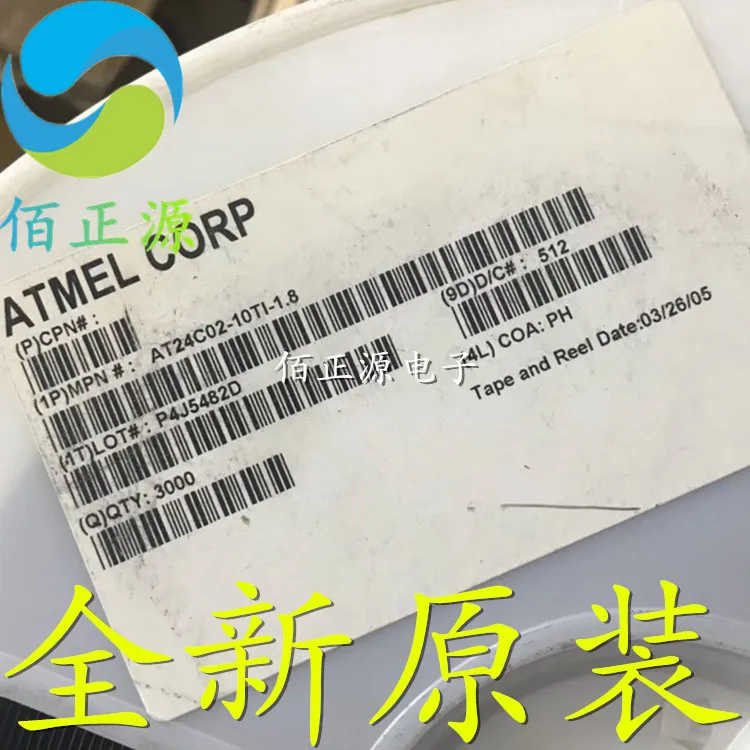 佰正源
ATMEL CORP
(P)CPN# :
(1P)MPN # : AT24C02-10TI-1.8
(9D)D/C# : 512
(1T)LOT# : P4J5482D
4L) COA: PH
(Q)QTY: 3000
Tape and Reel Date:03/26/05
佰正源电子
全新原装